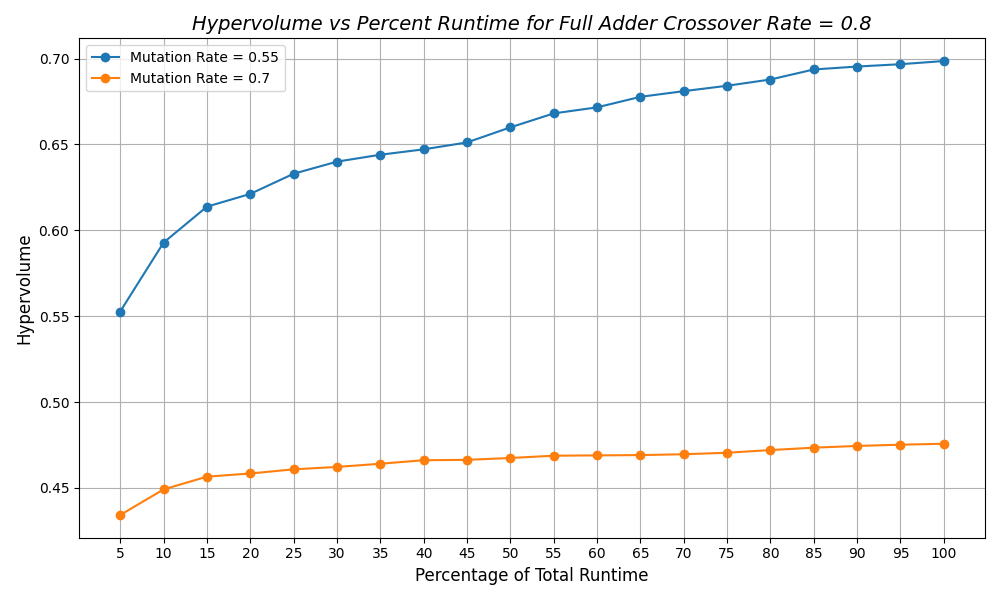 Hypervolume vs Percent Runtime for Full Adder Crossover Rate = 0.8
Mutation Rate = 0.55
Mutation Rate = 0.7
Hypervolume
0.70
0.65
0.60
0.55
0.50
0.45
5 10 15 20 25 30 35 40 45 50 55 60 65 70 75 80 85 90 95 100
Percentage of Total Runtime